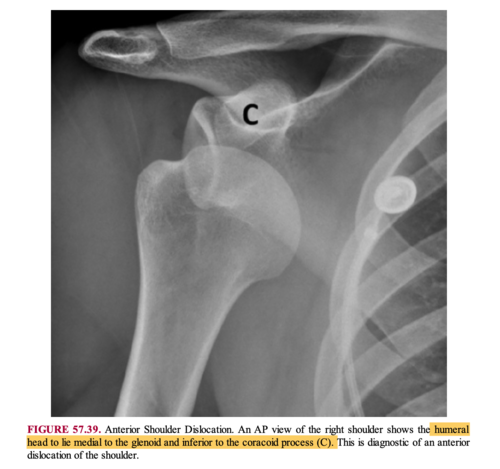 C
FIGURE 57.39. Anterior Shoulder Dislocation. An AP view of the right shoulder shows the humeral
head to lie medial to the glenoid and inferior to the coracoid process (C). This is diagnostic of an anterior
dislocation of the shoulder.